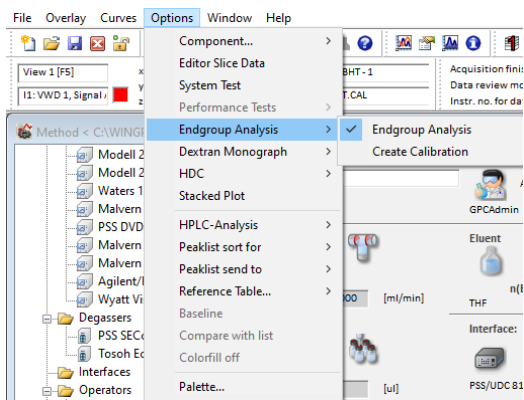 File Overlay Curves Options Window Help
View 1 [F5]
I1: VWD 1, Signal
BHT - 1
T.CAL
Acquisition finis
Data review mo
Instr. no. for da
Component... >
Editor Slice Data
System Test
Performance Tests >
Endgroup Analysis >
Dextran Monograph >
HDC >
Stacked Plot
HPLC-Analysis >
Peaklist sort for >
Peaklist send to >
Reference Table... >
Baseline
Compare with list
Colorfill off
Palette...
✓ Endgroup Analysis
Create Calibration
Method < C:\WING
Modell 2
Modell 2
Waters 1
Malvern
PSS DVD
Malvern
Malvern
Agilent/
Wyatt Vi
Degassers
PSS SECc
Tosoh Ec
Interfaces
Operators
GPCAdmin
Eluent
[ml/min]
THF
n(E
Interface:
[ul]
PSS/UDC 81